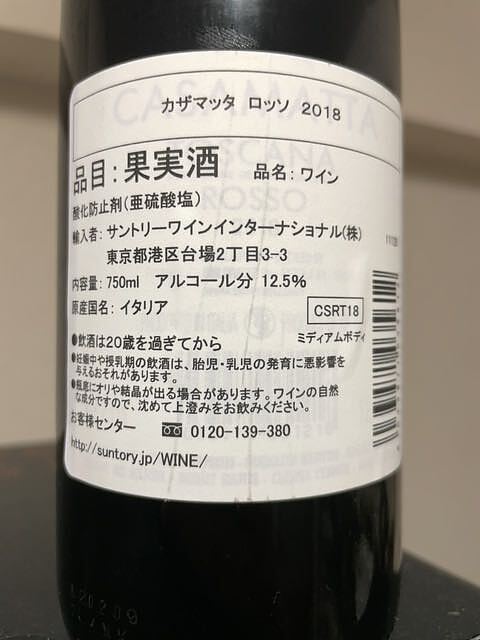 カザマッタ ロッソ 2018
CASAMATTA
TOSCANA
ROSSO
品目：果実酒 品名：ワイン
酸化防止剤（亜硫酸塩）
輸入者：サントリーワインインターナショナル(株)
東京都港区台場2丁目3-3
内容量：750ml アルコール分 12.5%
原産国名：イタリア
CSRT18
ミディアムボディ
●飲酒は20歳を過ぎてから
●妊娠中や授乳期の飲酒は、胎児・乳児の発育に悪影響を
与えるおそれがあります。
●瓶底にオリや結晶が出る場合があります。ワインの自然
な成分ですので、沈めて上澄みをお飲みください。
お客様センター 0120-139-380
http://suntory.jp/WINE/